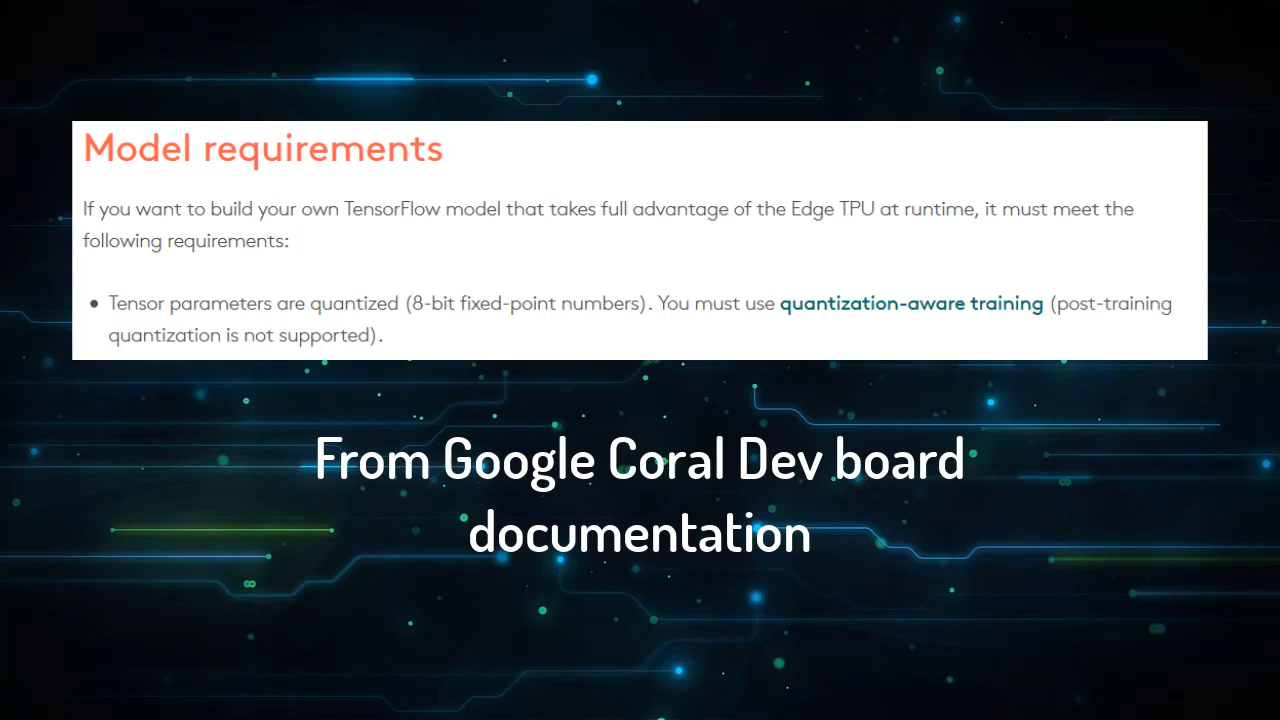 Model requirements
If you want to build your own TensorFlow model that takes full advantage of the Edge TPU at runtime, it must meet the
following requirements:
• Tensor parameters are quantized (8-bit fixed-point numbers). You must use quantization-aware training (post-training
quantization is not supported).
From Google Coral Dev board
documentation